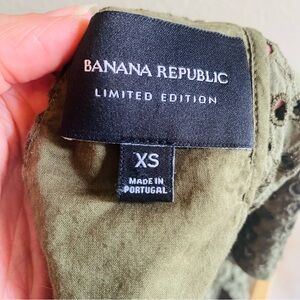 BANANA REPUBLIC
LIMITED EDITION
XS
MADE IN
PORTUGAL